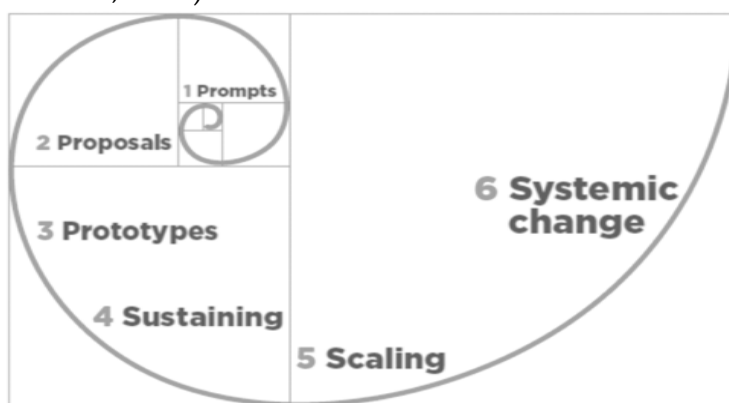 1 Prompts
2 Proposals
3 Prototypes
4 Sustaining
5 Scaling
6 Systemic
change